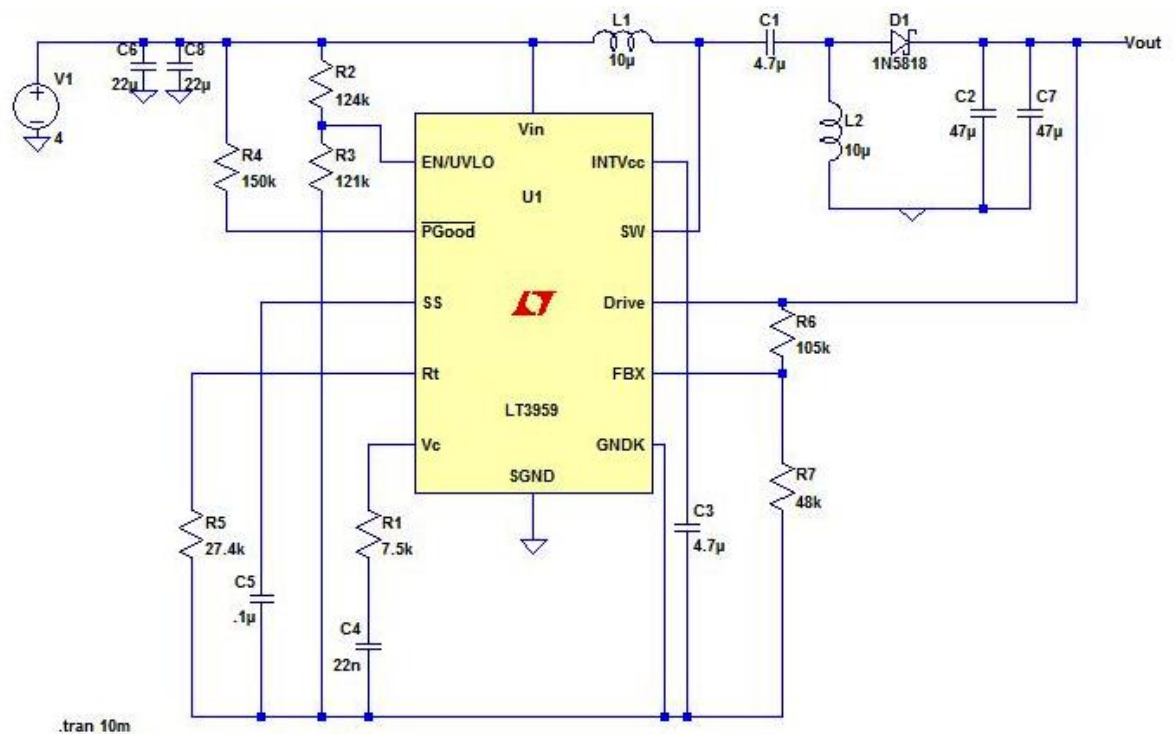 L1
10µ
C1
4.7µ
D1
1N5818
Vout
C6
22µ
C8
22µ
V1
4
R2
124k
R3
121k
R4
150k
C2
47µ
C7
47µ
L2
10µ
Vin
EN/UVLO
INTVcc
U1
PGood
SW
SS
Drive
R6
105k
Rt
FBX
LT3959
Vc
GNDK
SGND
R7
48k
R5
27.4k
R1
7.5k
C3
4.7µ
C5
.1µ
C4
22n
.tran 10m